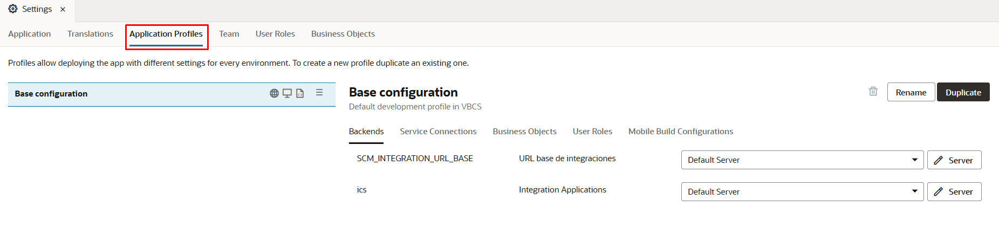 Settings
Application Translations Application Profiles Team User Roles Business Objects
Profiles allow deploying the app with different settings for every environment. To create a new profile duplicate an existing one.
Base configuration
Base configuration
Rename Duplicate
Default development profile in VBCS
Backends Service Connections Business Objects User Roles Mobile Build Configurations
SCM_INTEGRATION_URL_BASE URL base de integraciones Default Server Server
ics Integration Applications Default Server Server